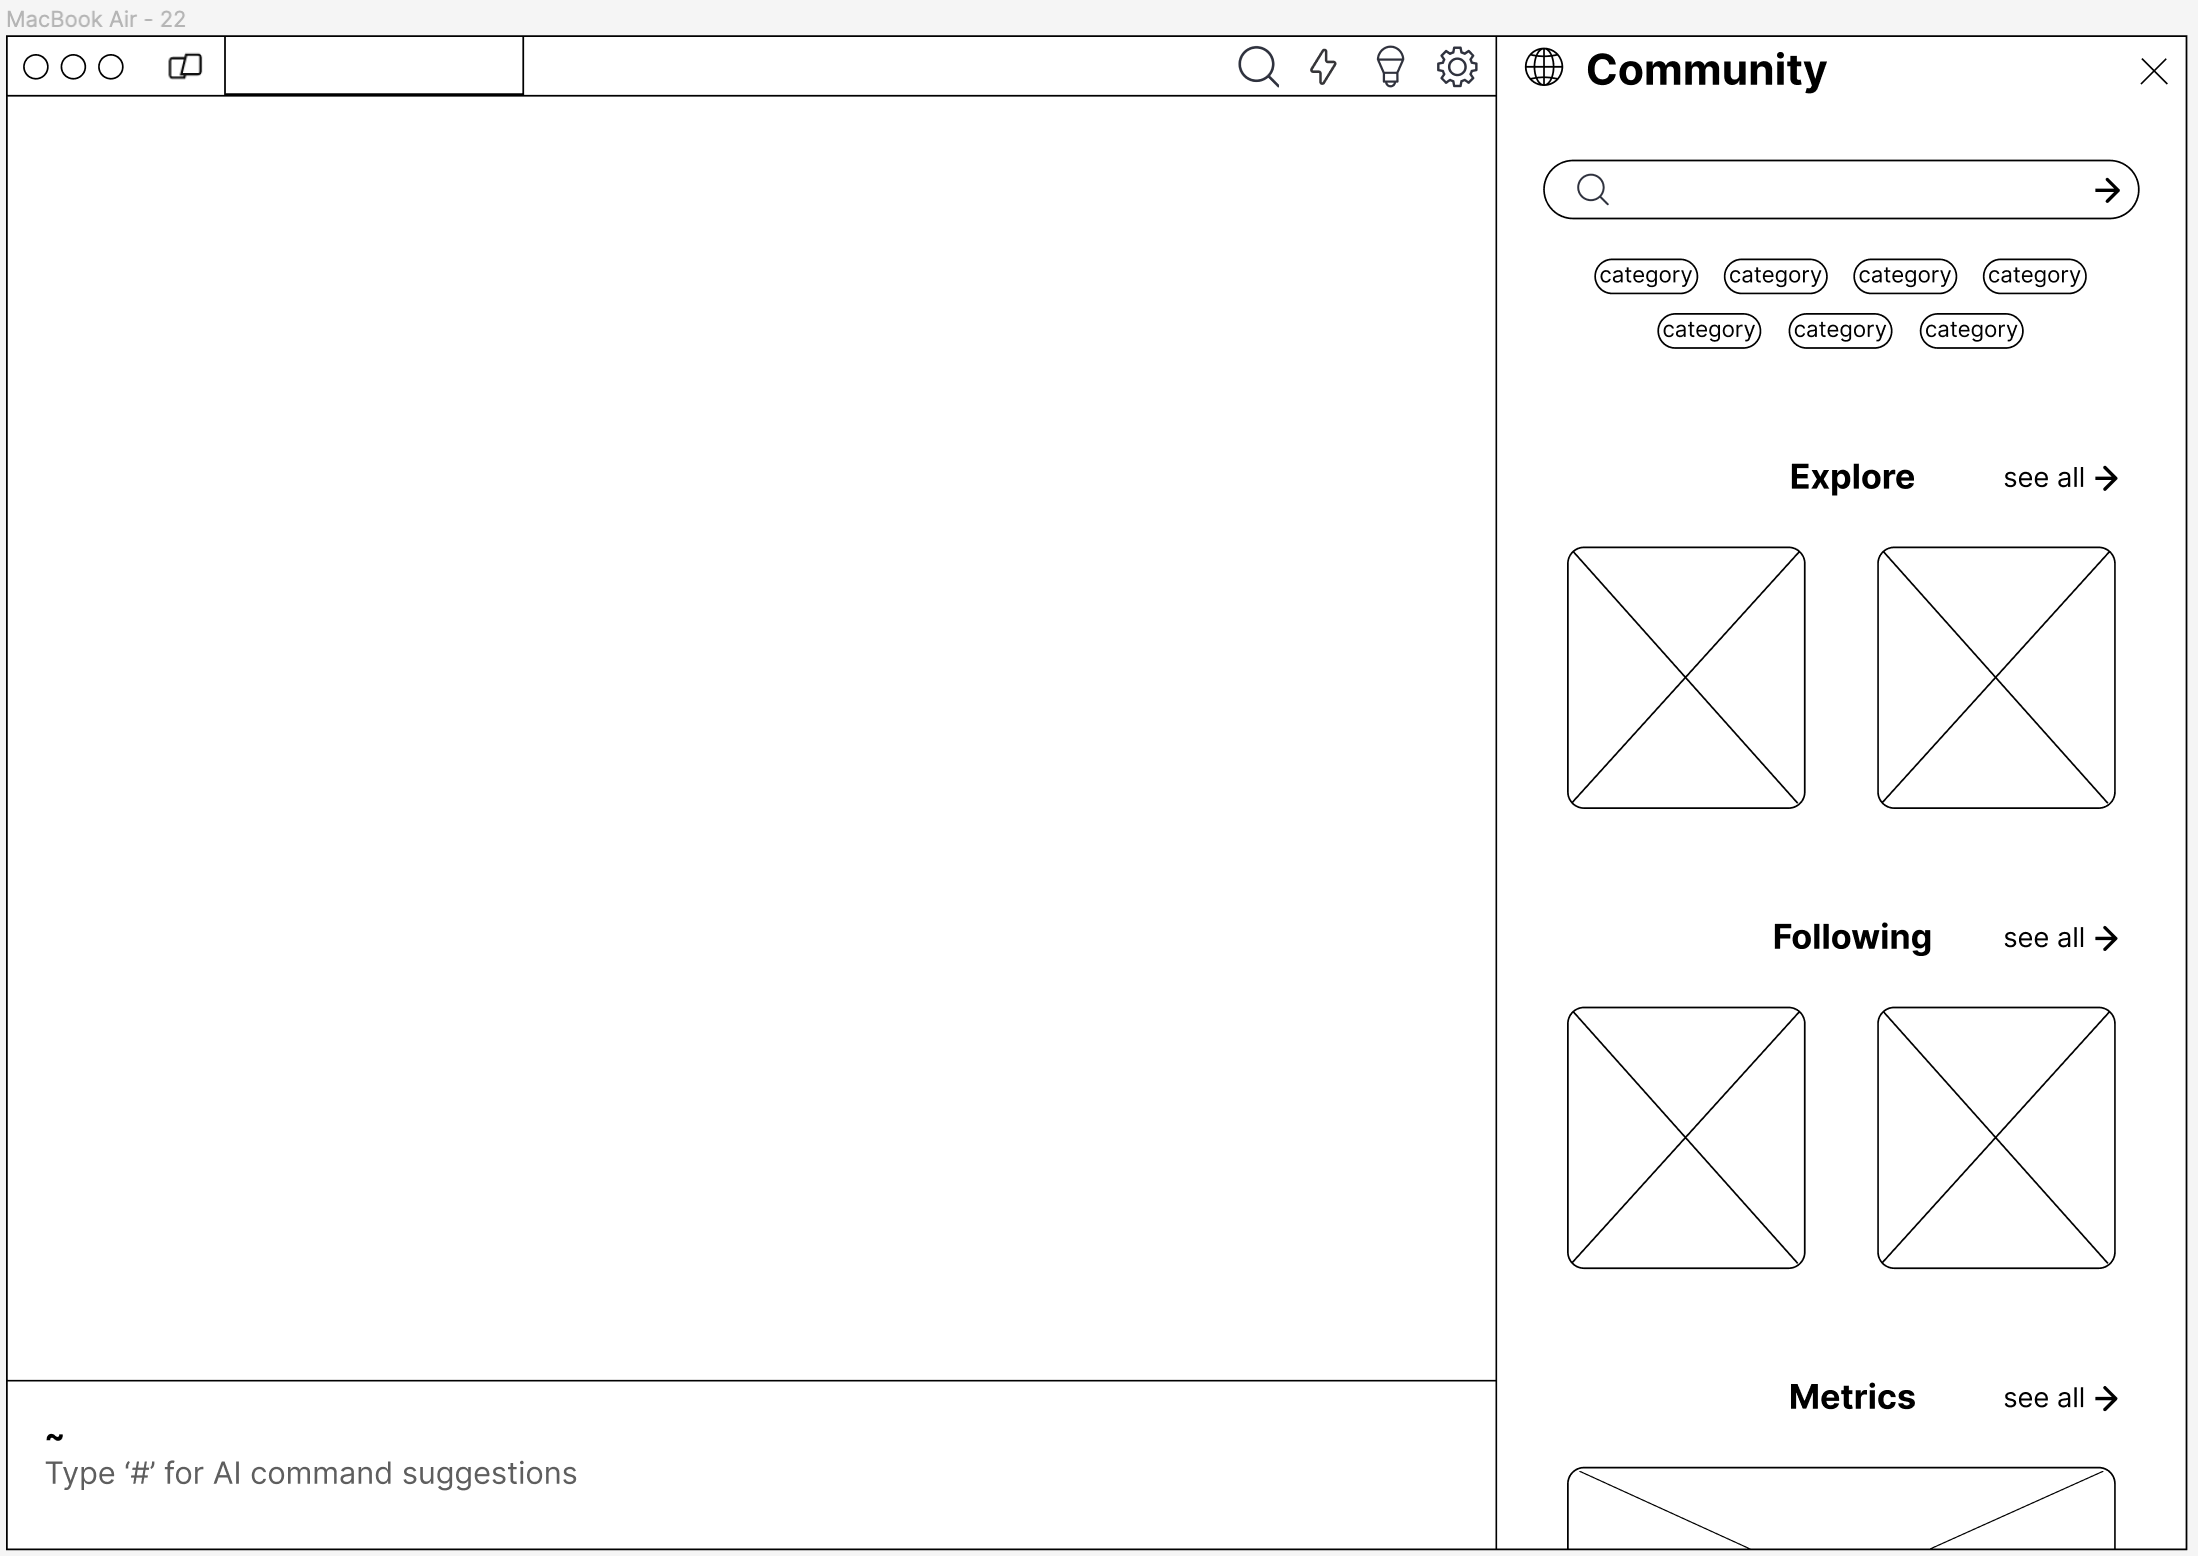 MacBook Air - 22
Community
category category category category
category category category
Explore see all
Following see all
Metrics see all
~
Type ‘#’ for AI command suggestions